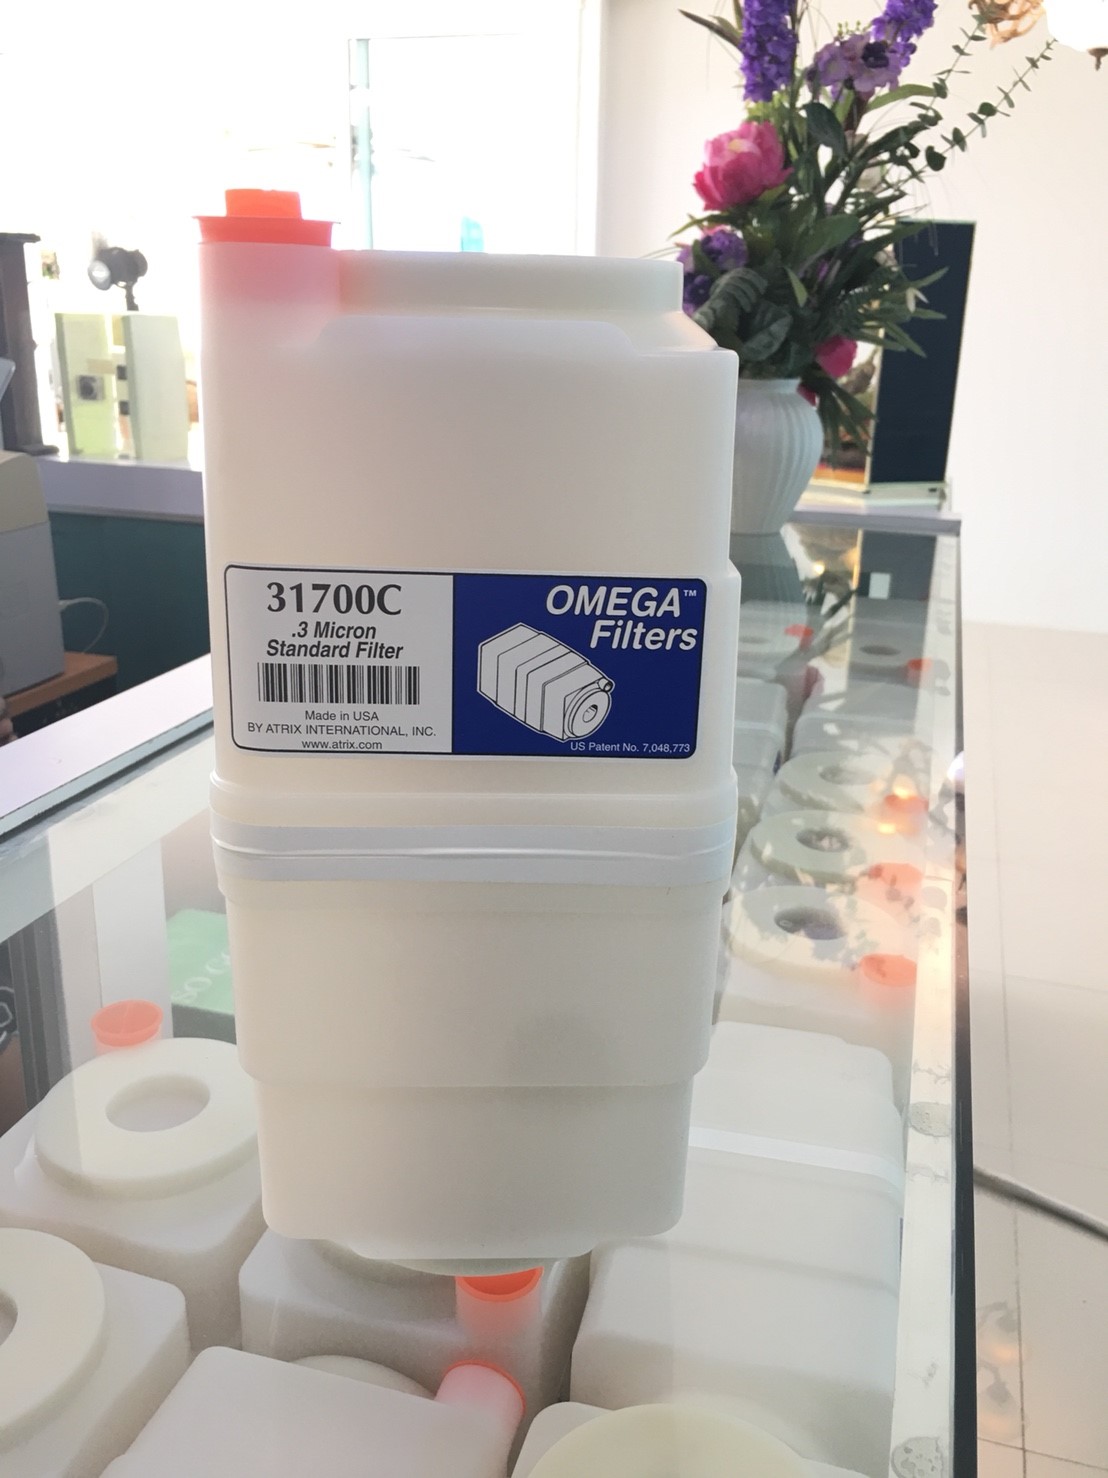 31700C
.3 Micron
Standard Filter
Made in USA
BY ATRIX INTERNATIONAL, INC.
www.atrix.com
OMEGA™
Filters
US Patent No. 7,048,773